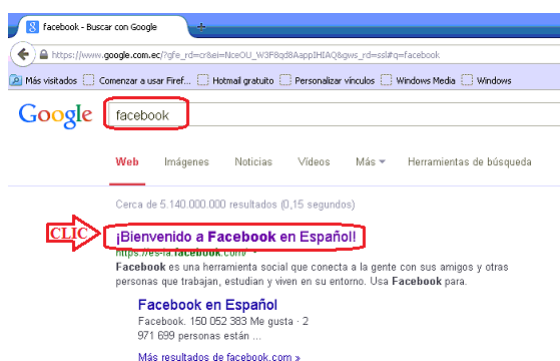 facebook - Buscar con Google
https://www.google.com.ec/?gfe_rd=cr&ei=NceOU_W3F8qd8AappIHIAQ&gws_rd=ssl#q=facebook
Más visitados Comenzar a usar Firef... Hotmail gratuito Personalizar vínculos Windows Media Windows
Google facebook
Web Imágenes Noticias Vídeos Más Herramientas de búsqueda
Cerca de 5.140.000.000 resultados (0,15 segundos)
CLIC ¡Bienvenido a Facebook en Español!
https://es-la.facebook.com/
Facebook es una herramienta social que conecta a la gente con sus amigos y otras
personas que trabajan, estudian y viven en su entorno. Usa Facebook para.
Facebook en Español
Facebook. 150 052 383 Me gusta · 2
971 699 personas están ...
Más resultados de facebook.com »